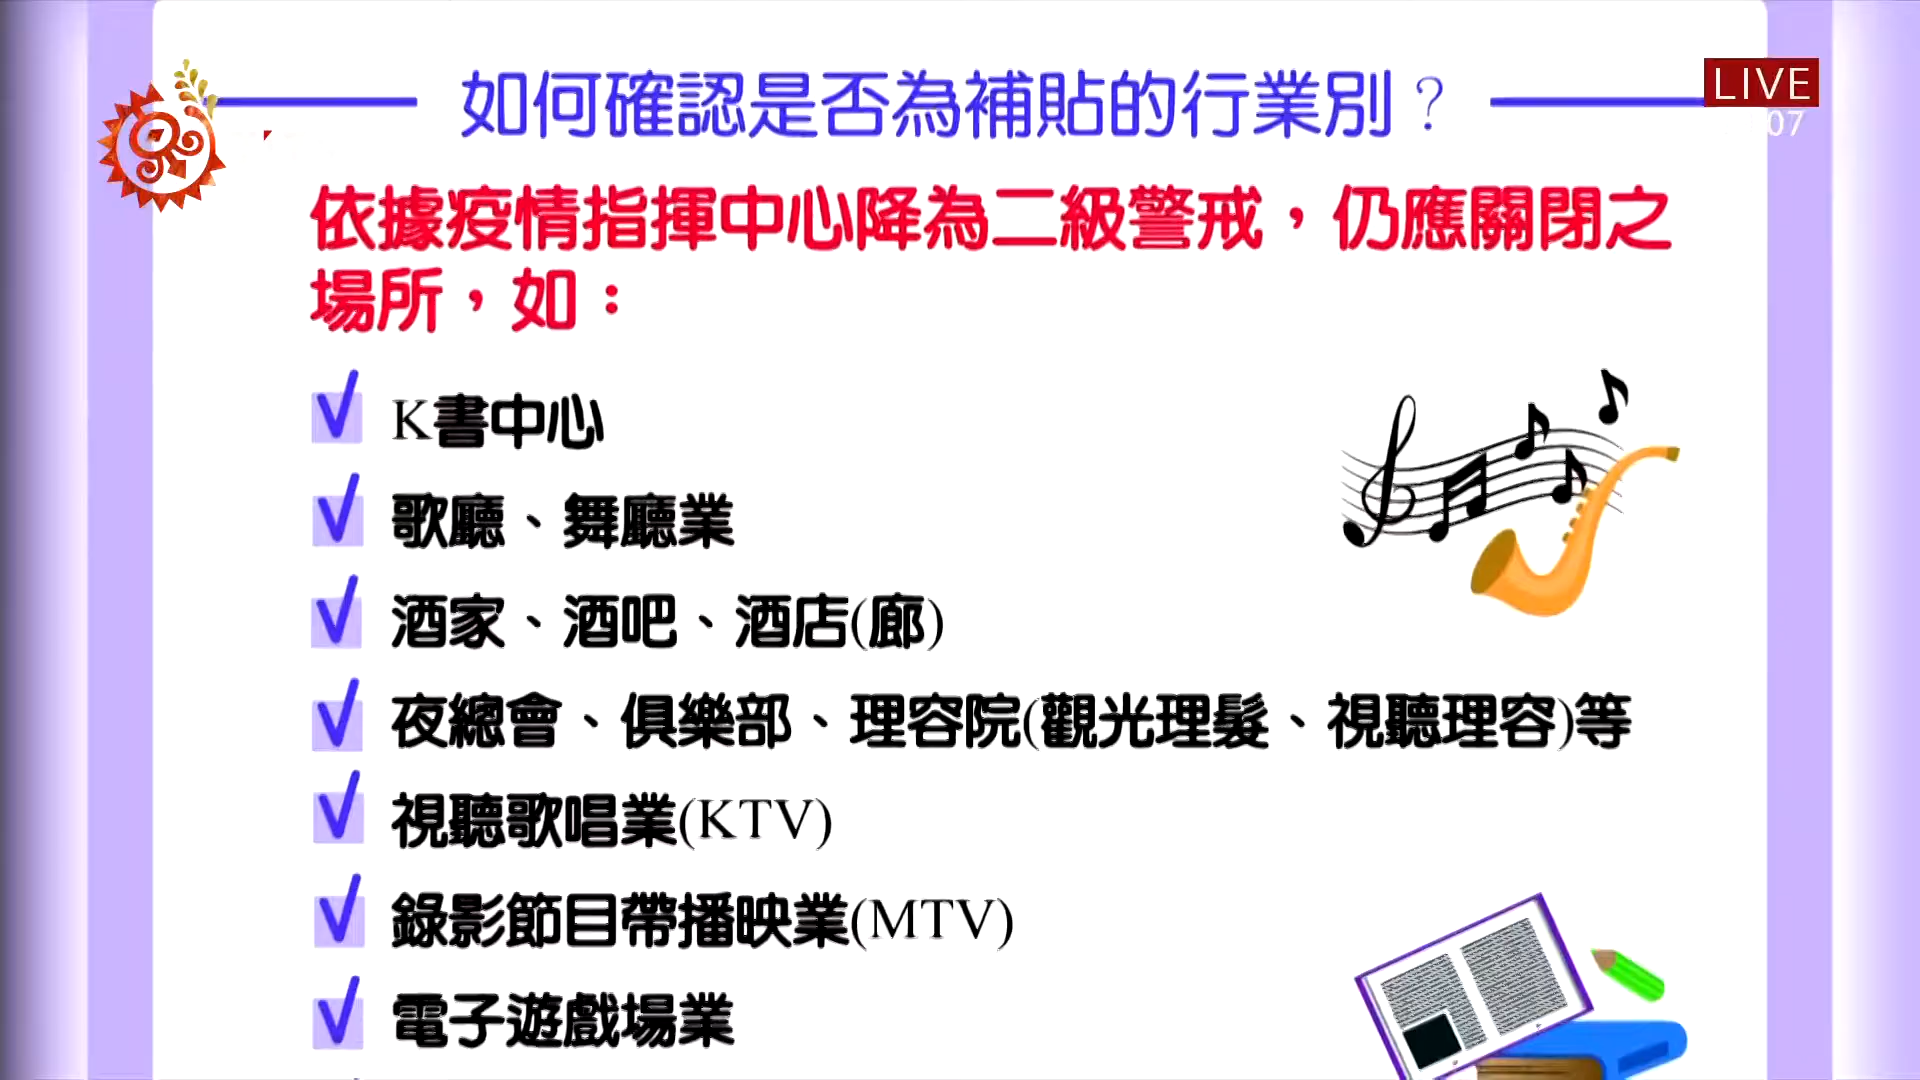 如何確認是否為補貼的行業別？
LIVE
07
依據疫情指揮中心降為二級警戒，仍應關閉之
場所，如：
K書中心
歌廳、舞廳業
酒家、酒吧、酒店(廊)
夜總會、俱樂部、理容院(觀光理髮、視聽理容)等
視聽歌唱業(KTV)
錄影節目帶播映業(MTV)
電子遊戲場業